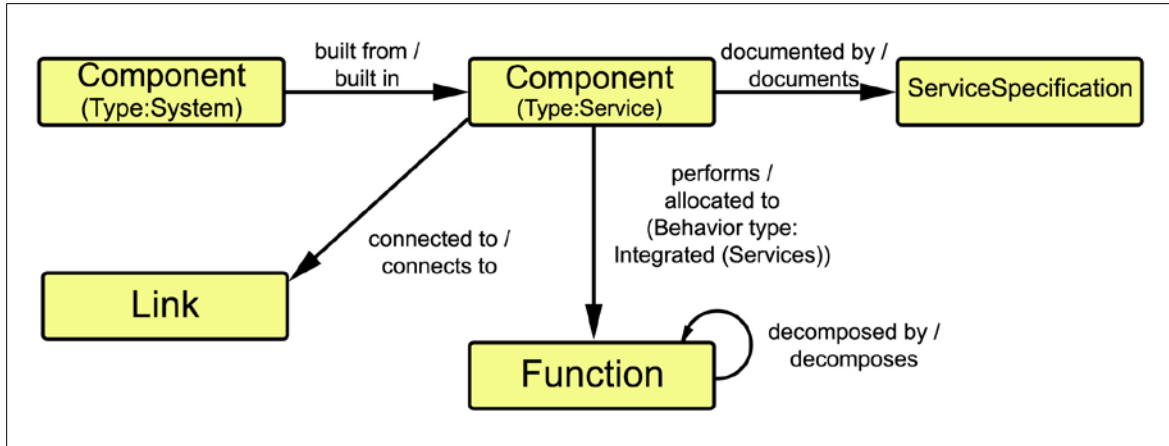 built from /
built in
documented by /
documents
Component
(Type:System)
Component
(Type:Service)
ServiceSpecification
performs /
allocated to
(Behavior type:
Integrated (Services))
connected to /
connects to
Link
Function
decomposed by /
decomposes